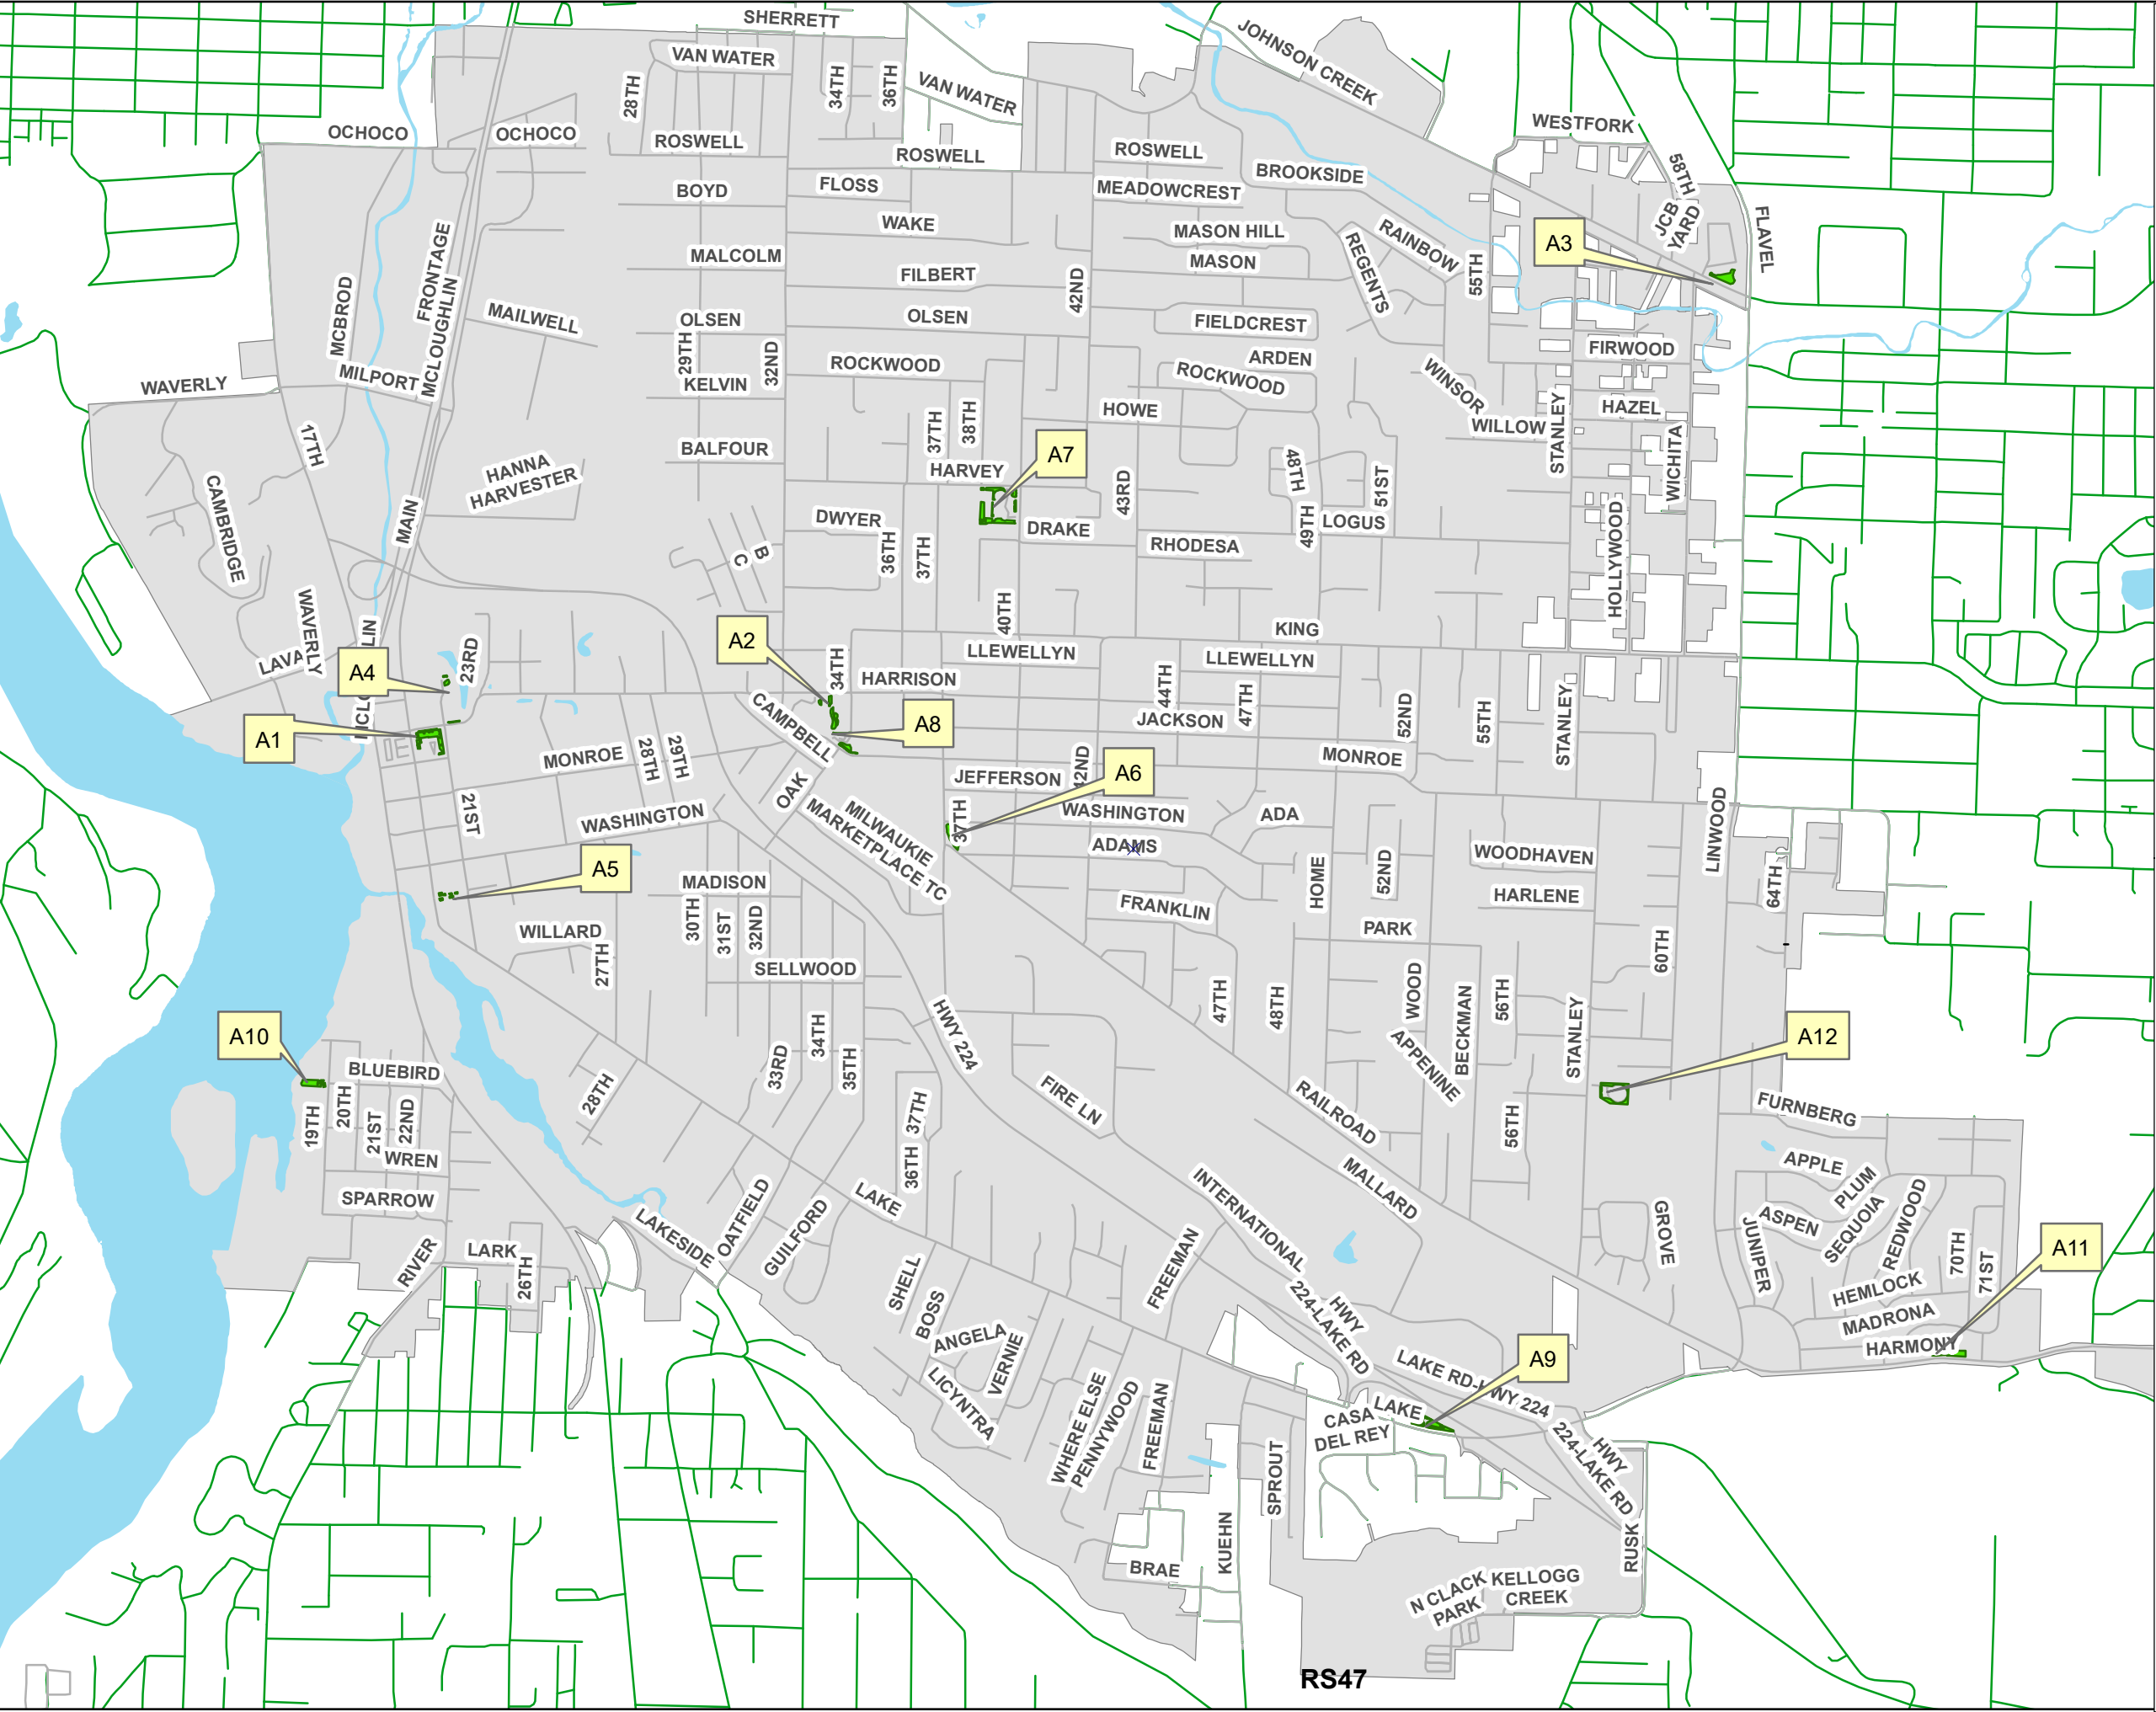 SHERRETT
JOHNSON CREEK
VAN WATER
28TH
34TH
36TH
VAN WATER
OCHOCO
OCHOCO
WESTFORK
ROSWELL
ROSWELL
ROSWELL
58TH
BOYD
FLOSS
MEADOWCREST
BROOKSIDE
JCB
YARD
FLAVEL
WAKE
MASON HILL
RAINBOW
A3
FRONTAGE
MALCOLM
FILBERT
42ND
MASON
REGENTS
55TH
MCBROD
MCLOUGHLIN
MAILWELL
OLSEN
OLSEN
FIELDCREST
29TH
32ND
ROCKWOOD
ARDEN
FIRWOOD
WAVERLY
MILPORT
KELVIN
ROCKWOOD
WINSOR
17TH
37TH
38TH
HOWE
WILLOW
STANLEY
HAZEL
WICHITA
BALFOUR
A7
HANNA
HARVESTER
HARVEY
43RD
48TH
51ST
CAMBRIDGE
MAIN
DWYER
DRAKE
49TH
LOGUS
HOLLYWOOD
C
B
36TH
37TH
RHODESA
WAVERLY
LIN
40TH
KING
A2
LAVA
A4
23RD
34TH
HARRISON
LLEWELLYN
LLEWELLYN
44TH
47TH
52ND
55TH
STANLEY
A1
CAMPBELL
A8
JACKSON
MONROE
28TH
29TH
42ND
MONROE
JEFFERSON
A6
21ST
WASHINGTON
OAK
MILWAUKIE
MARKETPLACE TC
37TH
WASHINGTON
ADA
ADAMS
LINWOOD
A5
WOODHAVEN
HOME
52ND
64TH
MADISON
HARLENE
FRANKLIN
30TH
31ST
32ND
WILLARD
27TH
PARK
60TH
SELLWOOD
47TH
48TH
WOOD
BECKMAN
56TH
A10
34TH
HWY 224
STANLEY
A12
BLUEBIRD
33RD
35TH
APPENINE
19TH
20TH
21ST
22ND
28TH
37TH
FIRE LN
RAILROAD
56TH
FURNBERG
WREN
36TH
MALLARD
APPLE
PLUM
SPARROW
LAKE
INTERNATIONAL
GROVE
ASPEN
SEQUOIA
REDWOOD
LAKESIDE
OATFIELD
GUILFORD
JUNIPER
70TH
71ST
A11
RIVER
LARK
26TH
SHELL
BOSS
FREEMAN
HWY
224-LAKE RD
HEMLOCK
MADRONA
HARMONY
ANGELA
VERNIE
A9
LICYNTRA
LAKE RD-HWY 224
WHERE ELSE
PENNYWOOD
FREEMAN
LAKE
CASA
DEL REY
HWY
224-LAKE RD
SPROUT
KUEHN
RUSK
BRAE
N CLACK
PARK
KELLOGG
CREEK
RS47